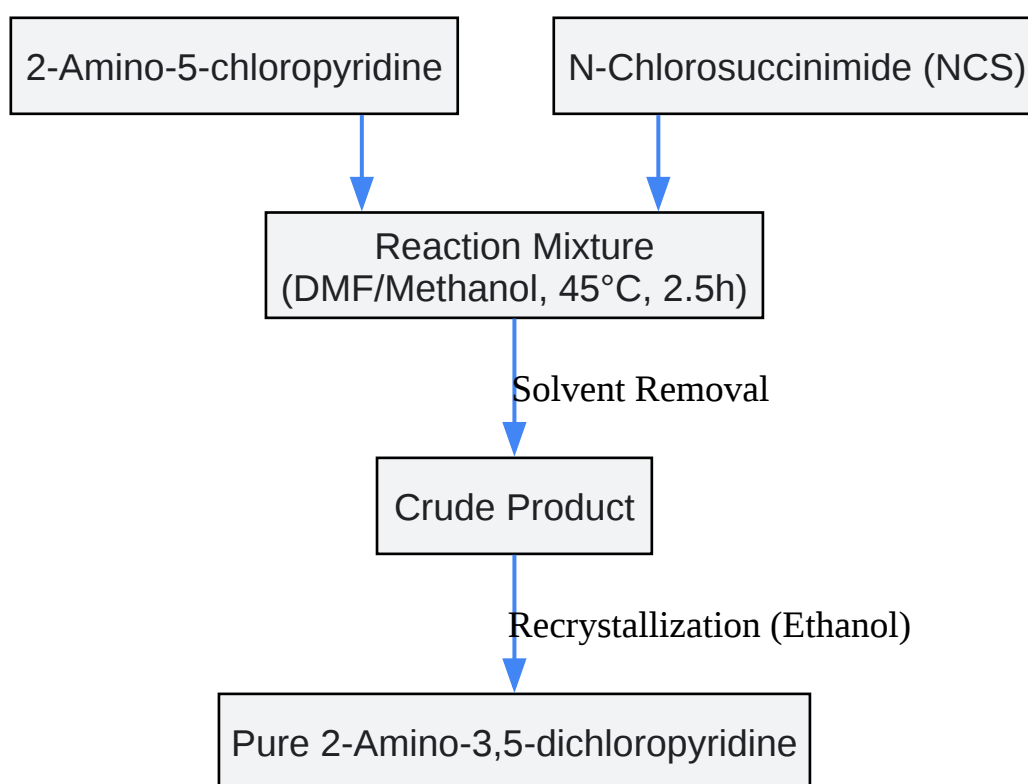 2-Amino-5-chloropyridine
N-Chlorosuccinimide (NCS)
Reaction Mixture
(DMF/Methanol, 45°C, 2.5h)
Solvent Removal
Crude Product
Recrystallization (Ethanol)
Pure 2-Amino-3,5-dichloropyridine